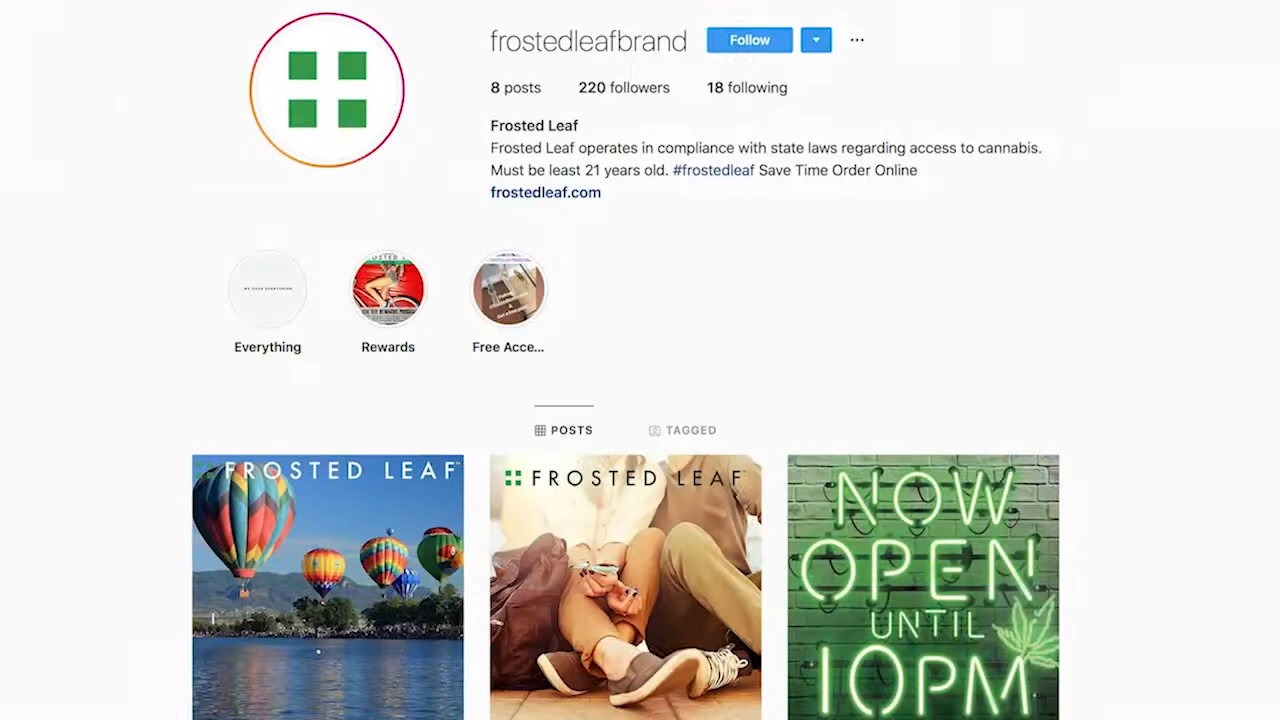 frostedleafbrand
Follow
8 posts
220 followers
18 following
Frosted Leaf
Frosted Leaf operates in compliance with state laws regarding access to cannabis.
Must be least 21 years old. #frostedleaf Save Time Order Online
frostedleaf.com
Everything
Rewards
Free Acce...
POSTS
TAGGED
FROSTED LEAF
FROSTED LEAF
NOW
OPEN
UNTIL
10PM